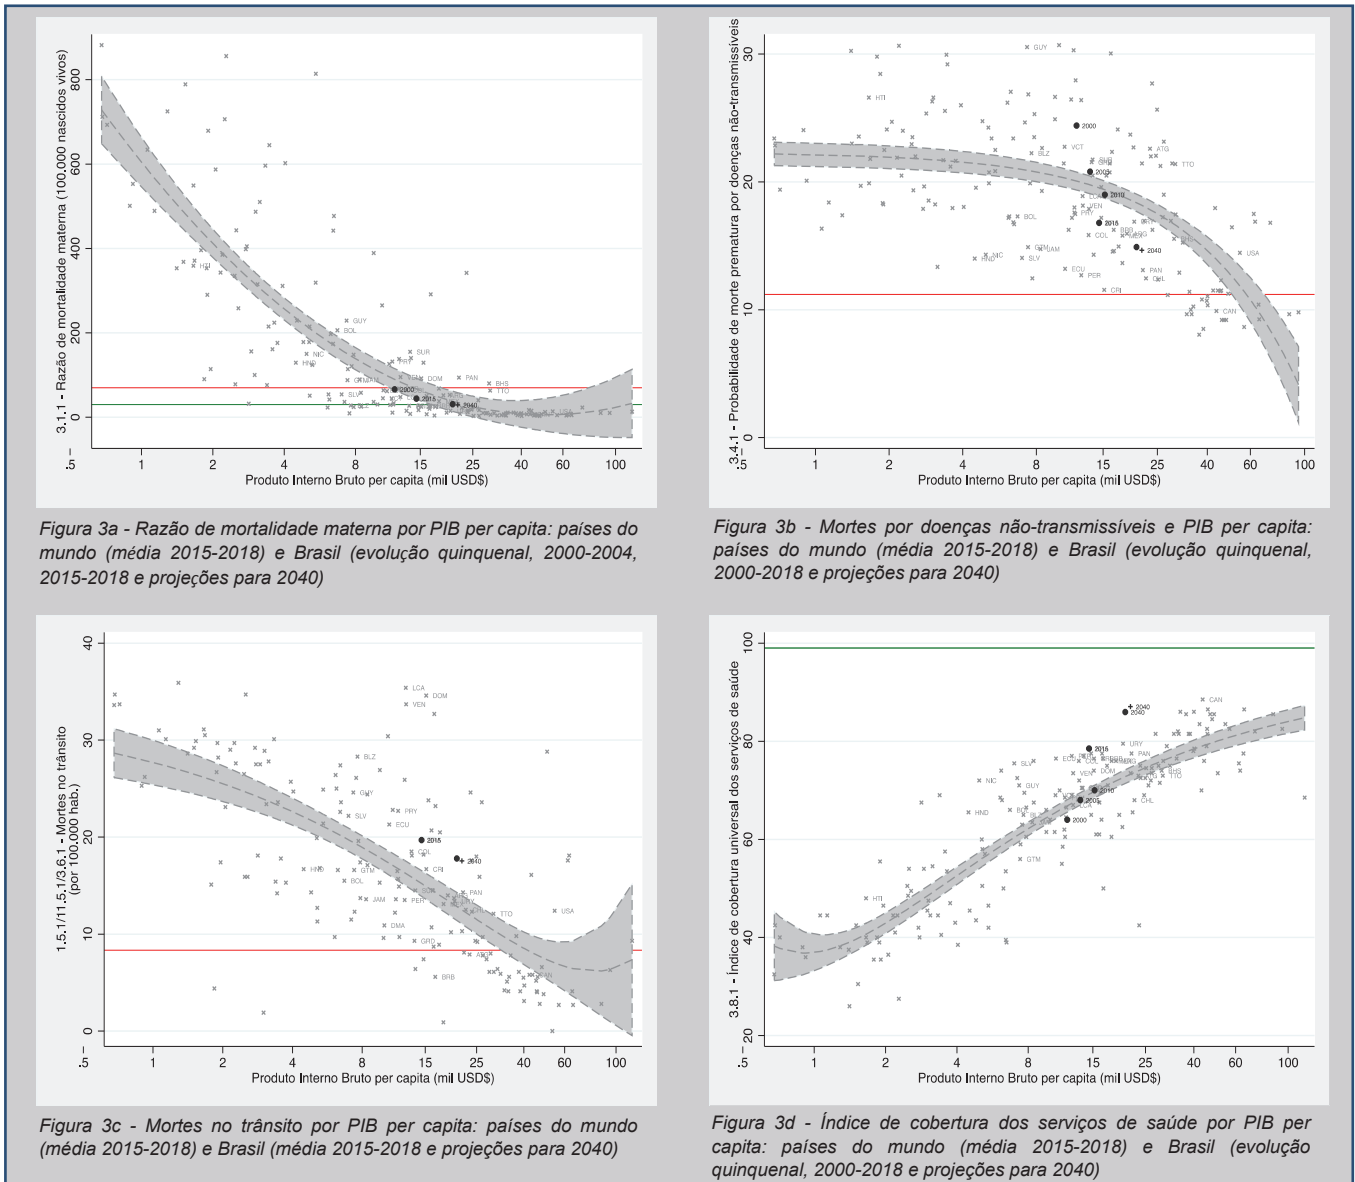 3.1.1 - Razão de mortalidade materna (100.000 nascidos vivos)
800
600
400
200
0
HTI
GUY
BOL
NIC
HND
SUR
PRY
DOM
PAN
BHS
TTO
SLV
2000
2015
2040
USA
.5
1
2
4
8
15
25
40
60
100
Produto Interno Bruto per capita (mil USD$)
Figura 3a - Razão de mortalidade materna por PIB per capita: países do
mundo (média 2015-2018) e Brasil (evolução quinquenal, 2000-2004,
2015-2018 e projeções para 2040)
3.4.1 - Probabilidade de morte prematura por doenças não-transmissíveis
30
20
10
0
GUY
HTI
2000
VCT
BLZ
ATG
TTO
2005
2010
VEN
PRY
BOL
2015
COL
2040
GTM
JAM
NIC
HND
SLV
ECU
PER
PAN
CHL
CRI
USA
CAN
.5
1
2
4
8
15
25
40
60
100
Produto Interno Bruto per capita (mil USD$)
Figura 3b - Mortes por doenças não-transmissíveis e PIB per capita:
países do mundo (média 2015-2018) e Brasil (evolução quinquenal,
2000-2018 e projeções para 2040)
1.5.1/11.5.1/3.6.1 - Mortes no trânsito
(por 100.000 hab.)
40
30
20
10
0
LCA
DOM
VEN
BLZ
GUY
SLV
PRY
ECU
2015
COL
2040
HND
GTM
CRI
BOL
JAM
PER
PAN
TTO
USA
DMA
GRD
ATG
BRB
.5
1
2
4
8
15
25
40
60
100
Produto Interno Bruto per capita (mil USD$)
Figura 3c - Mortes no trânsito por PIB per capita: países do mundo
(média 2015-2018) e Brasil (média 2015-2018 e projeções para 2040)
3.8.1 - Índice de cobertura universal dos serviços de saúde
100
80
60
40
20
CAN
2040
2040
URY
2015
PAN
SLV
ECU
COL
NIC
GUY
VEN
DOM
BHS
TTO
2010
2005
LCA
CHL
HND
2000
GTM
HTI
.5
1
2
4
8
15
25
40
60
100
Produto Interno Bruto per capita (mil USD$)
Figura 3d - Índice de cobertura dos serviços de saúde por PIB per
capita: países do mundo (média 2015-2018) e Brasil (evolução
quinquenal, 2000-2018 e projeções para 2040)